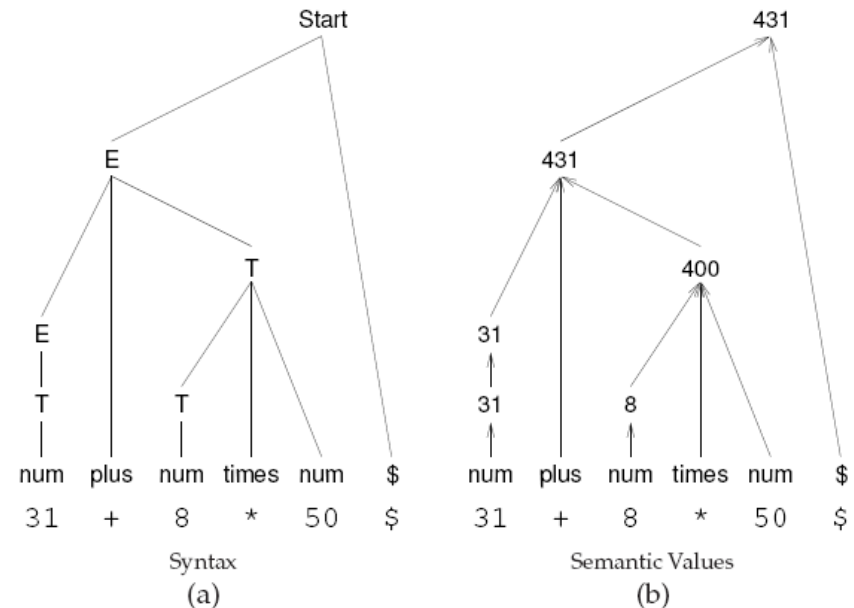 Start 431
E 431
T 400
E 31
T T 31 8
num plus num times num $ num plus num times num $
31 + 8 * 50 $ 31 + 8 * 50 $
Syntax Semantic Values
(a) (b)